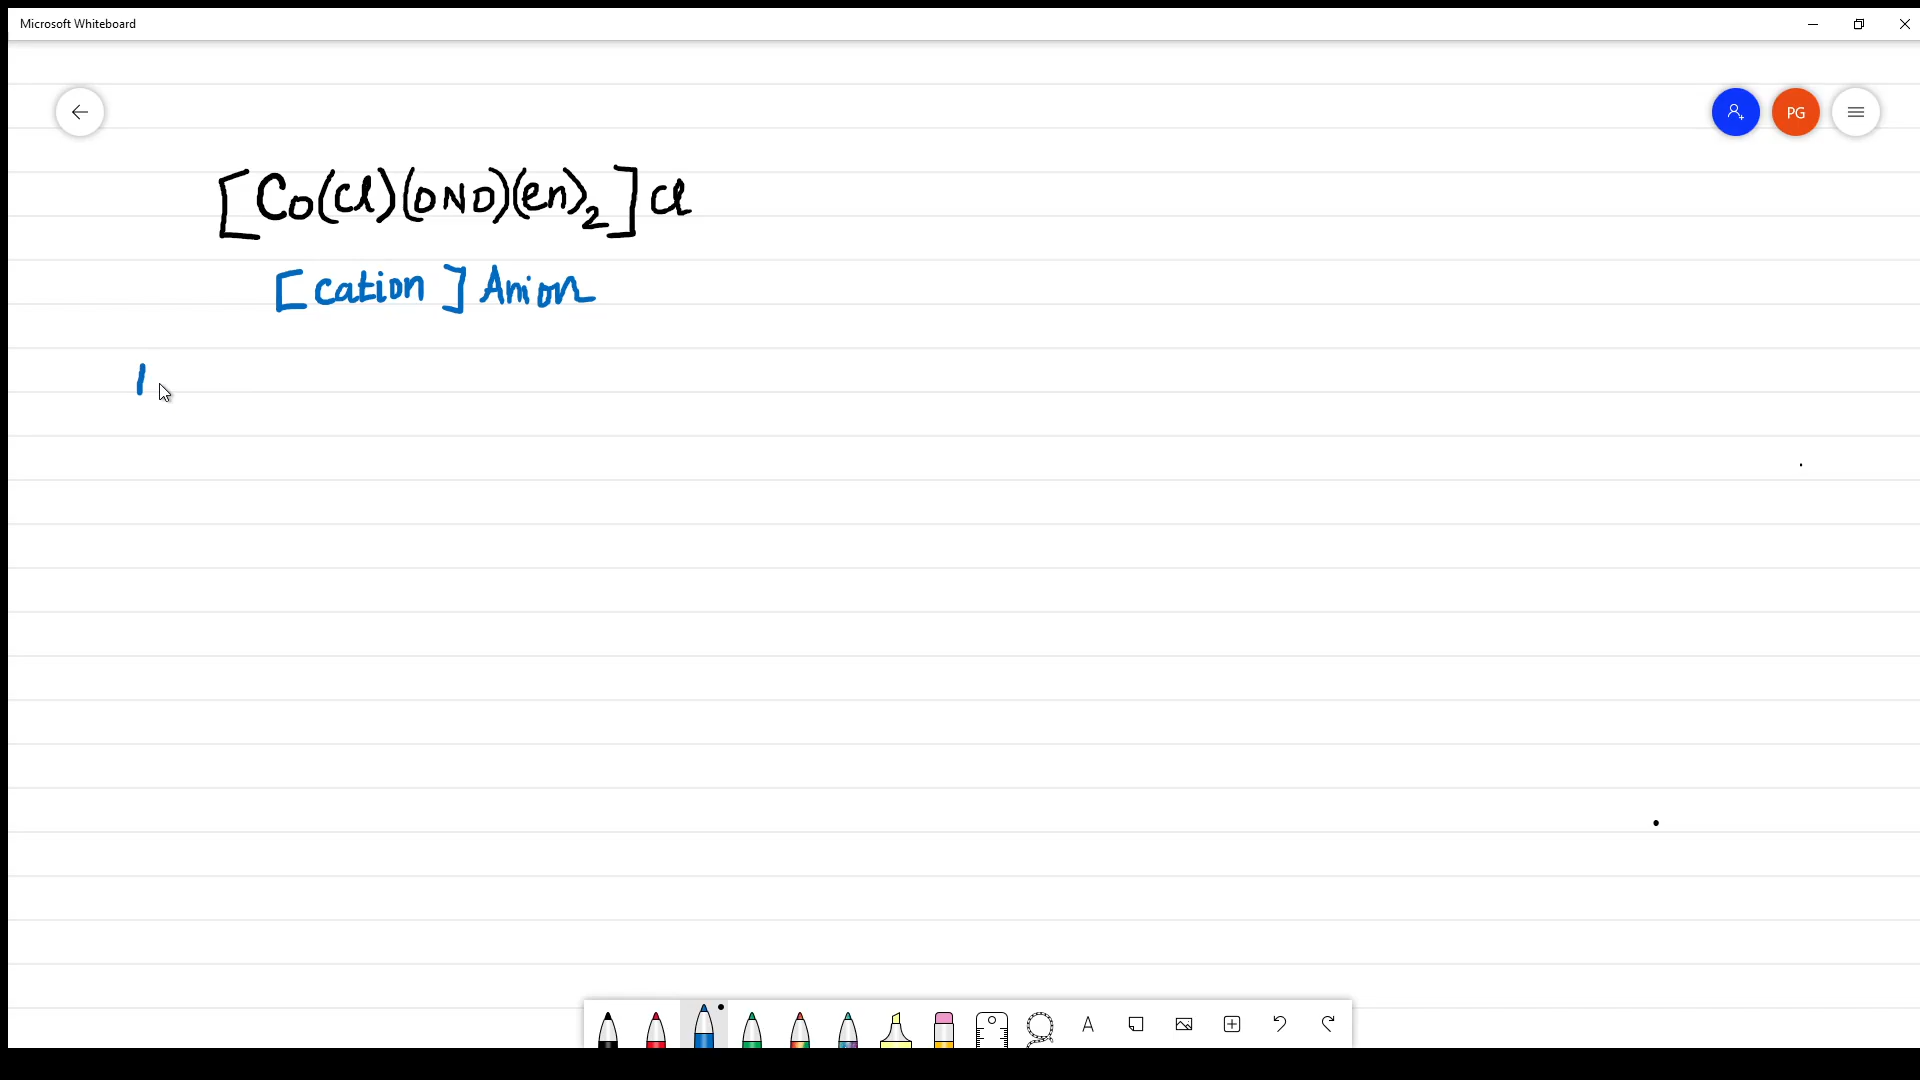 Microsoft Whiteboard
PG
[Co(Cl)(ONO)(en)₂]Cl
[cation] Anion
1
A